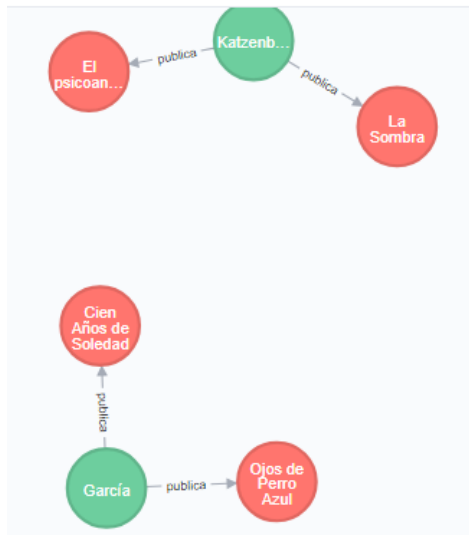 Katzenb...
publica
El
psicoan...
publica
La
Sombra
Cien
Años de
Soledad
publica
García
publica
Ojos de
Perro
Azul